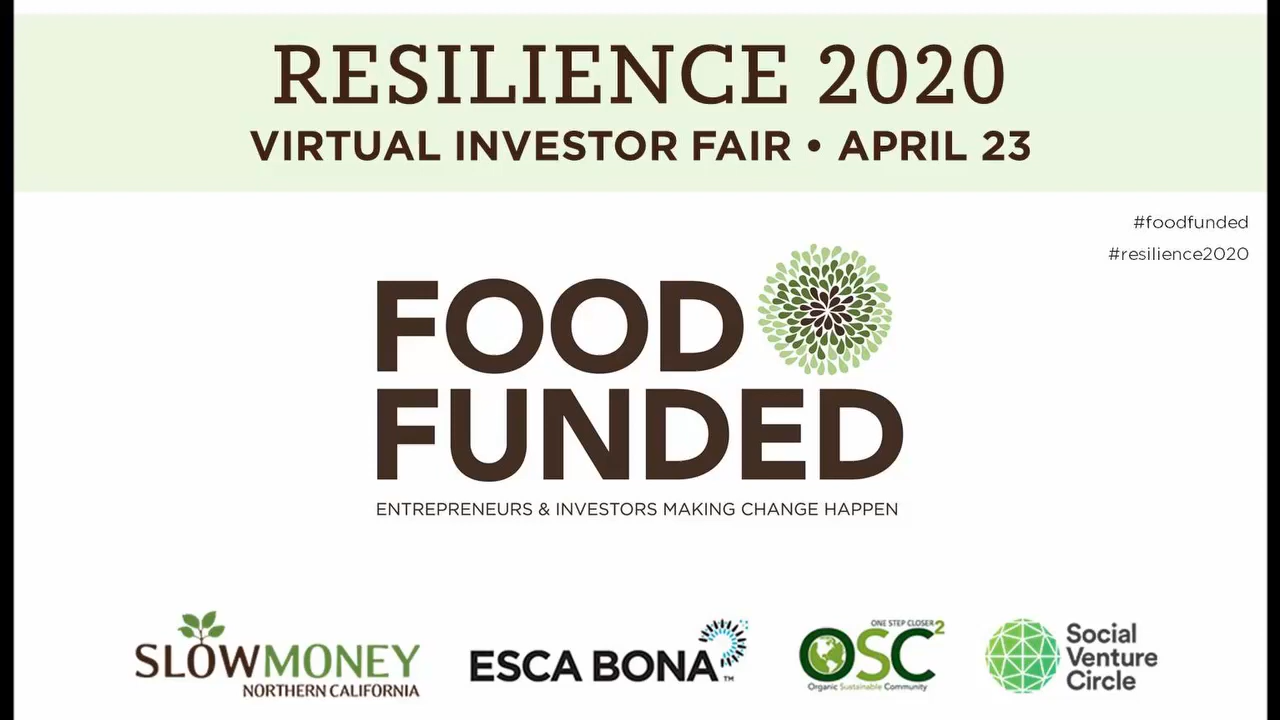 RESILIENCE 2020
VIRTUAL INVESTOR FAIR • APRIL 23
#foodfunded
#resilience2020
FOOD
FUNDED
ENTREPRENEURS & INVESTORS MAKING CHANGE HAPPEN
SLOWMONEY
NORTHERN CALIFORNIA
ESCA BONA™
ONE STEP CLOSER
OSC²
Organic Sustainable Community
Social
Venture
Circle